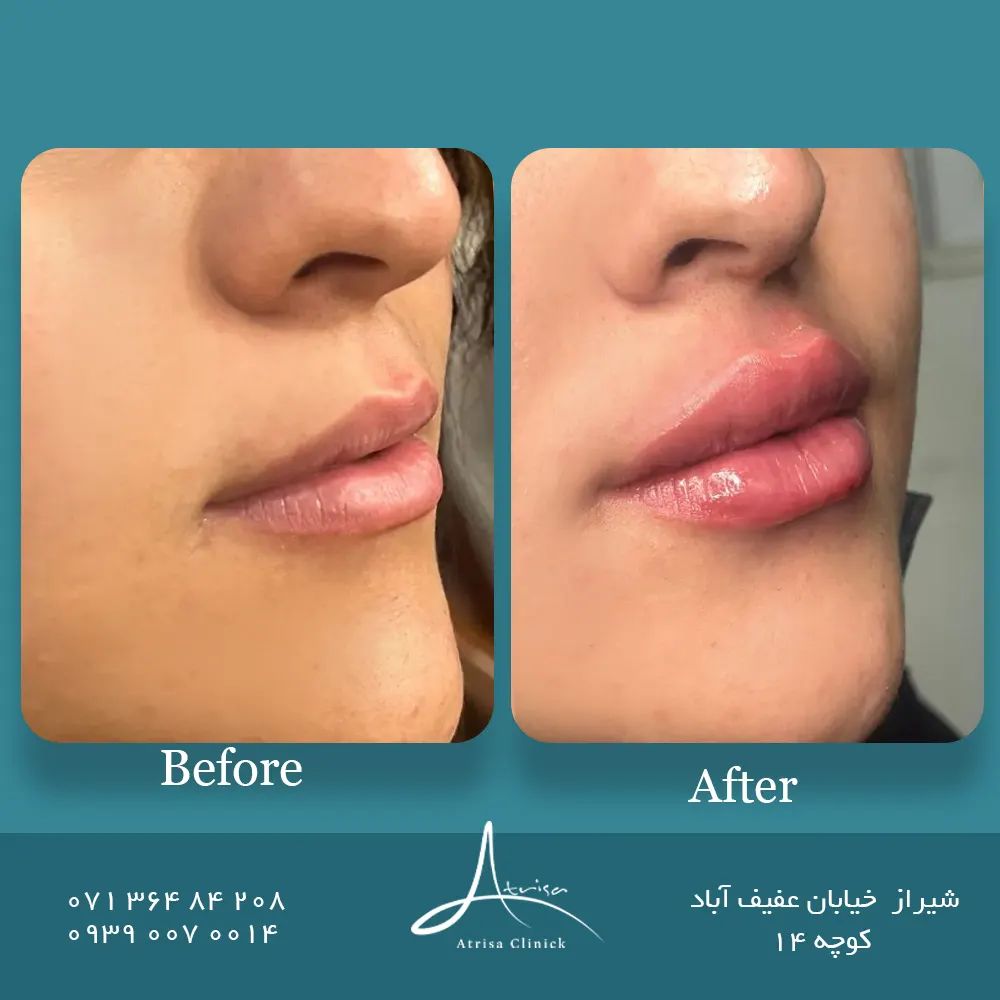 Before
After
۰۷۱ ۳۶۴ ۸۴ ۲۰۸
۰۹۳۹ ۰۰۷ ۰۰۱۴
Atrisa
Atrisa Clinick
شیراز خیابان عفیف آباد
کوچه ۱۴